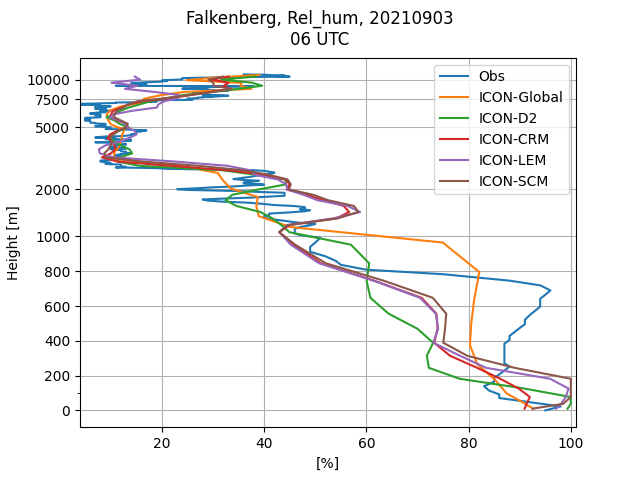 Falkenberg, Rel_hum, 20210903
06 UTC
Obs
ICON-Global
ICON-D2
ICON-CRM
ICON-LEM
ICON-SCM
Height [m]
10000
7500
5000
2000
1000
800
600
400
200
0
20
40
60
80
100
[%]